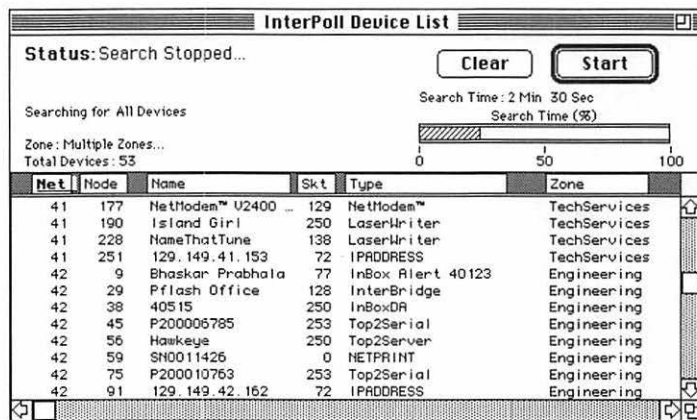 InterPoll Device List
Status: Search Stopped...
Clear
Start
Search Time: 2 Min 30 Sec
Searching for All Devices
Search Time (%)
Zone: Multiple Zones...
Total Devices: 53
0 50 100
Net Node Name Skt Type Zone
41 177 NetModem™ V2400 ... 129 NetModem™ TechServices
41 190 Island Girl 250 LaserWriter TechServices
41 228 NameThatTune 138 LaserWriter TechServices
41 251 129.149.41.153 72 IPADDRESS TechServices
42 9 Bhaskar Prabhala 77 InBox Alert 40123 Engineering
42 29 Pflash Office 128 InterBridge Engineering
42 38 40515 250 InBoxDA Engineering
42 45 P200006785 253 Top2Serial Engineering
42 56 Hawkeye 250 Top2Server Engineering
42 59 SN0011426 0 NETPRINT Engineering
42 75 P200010763 253 Top2Serial Engineering
42 91 129.149.42.162 72 IPADDRESS Engineering